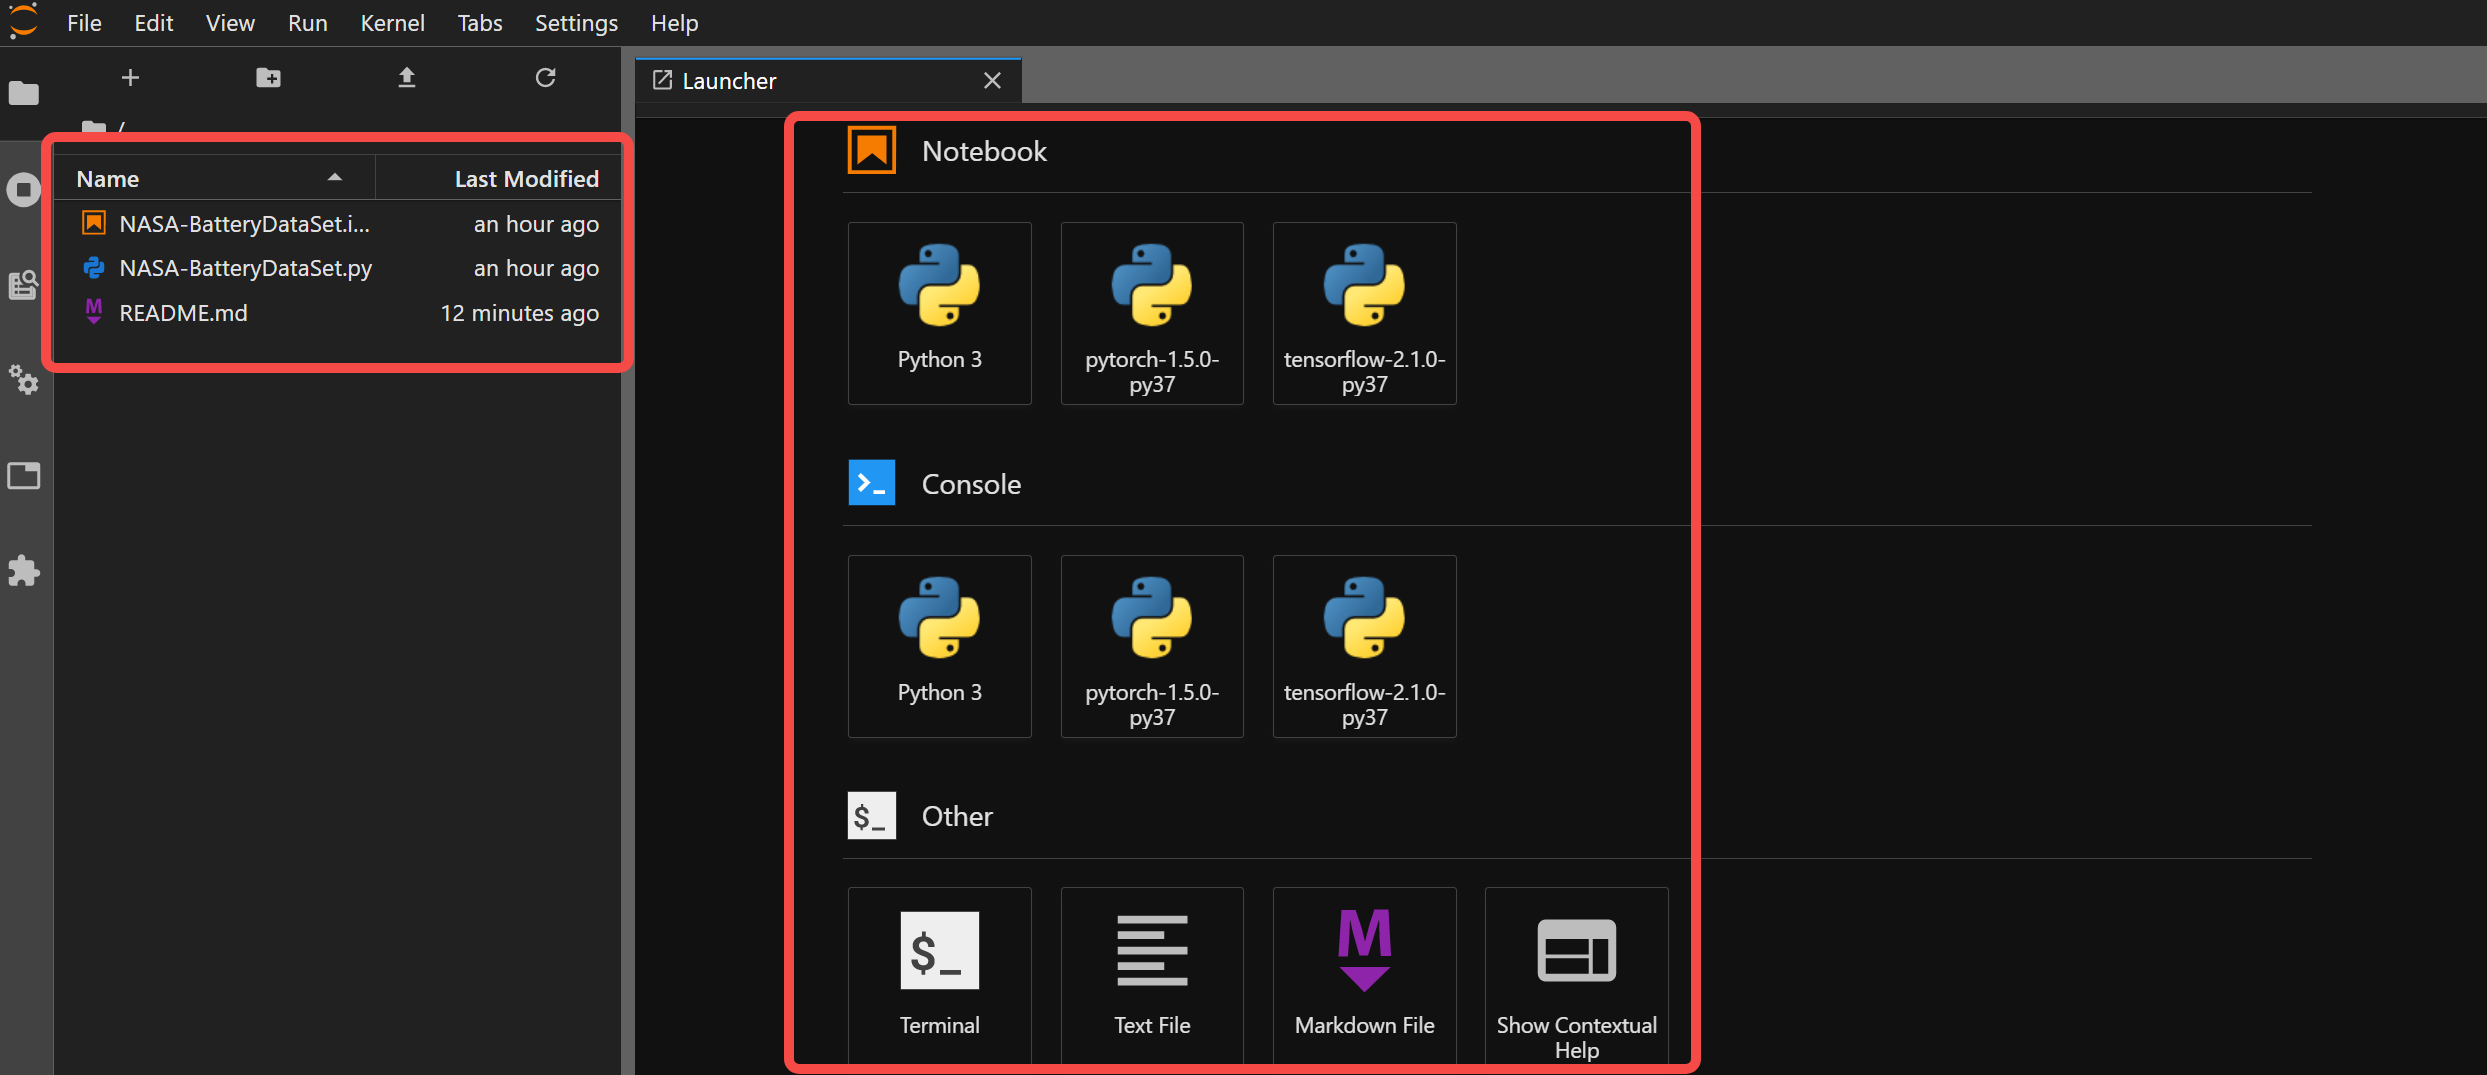 File Edit View Run Kernel Tabs Settings Help
Launcher
/
Name Last Modified
NASA-BatteryDataSet.i... an hour ago
NASA-BatteryDataSet.py an hour ago
README.md 12 minutes ago
Notebook
Python 3
pytorch-1.5.0-
py37
tensorflow-2.1.0-
py37
Console
Python 3
pytorch-1.5.0-
py37
tensorflow-2.1.0-
py37
$_ Other
$_
Terminal
Text File
M
Markdown File
Show Contextual
Help